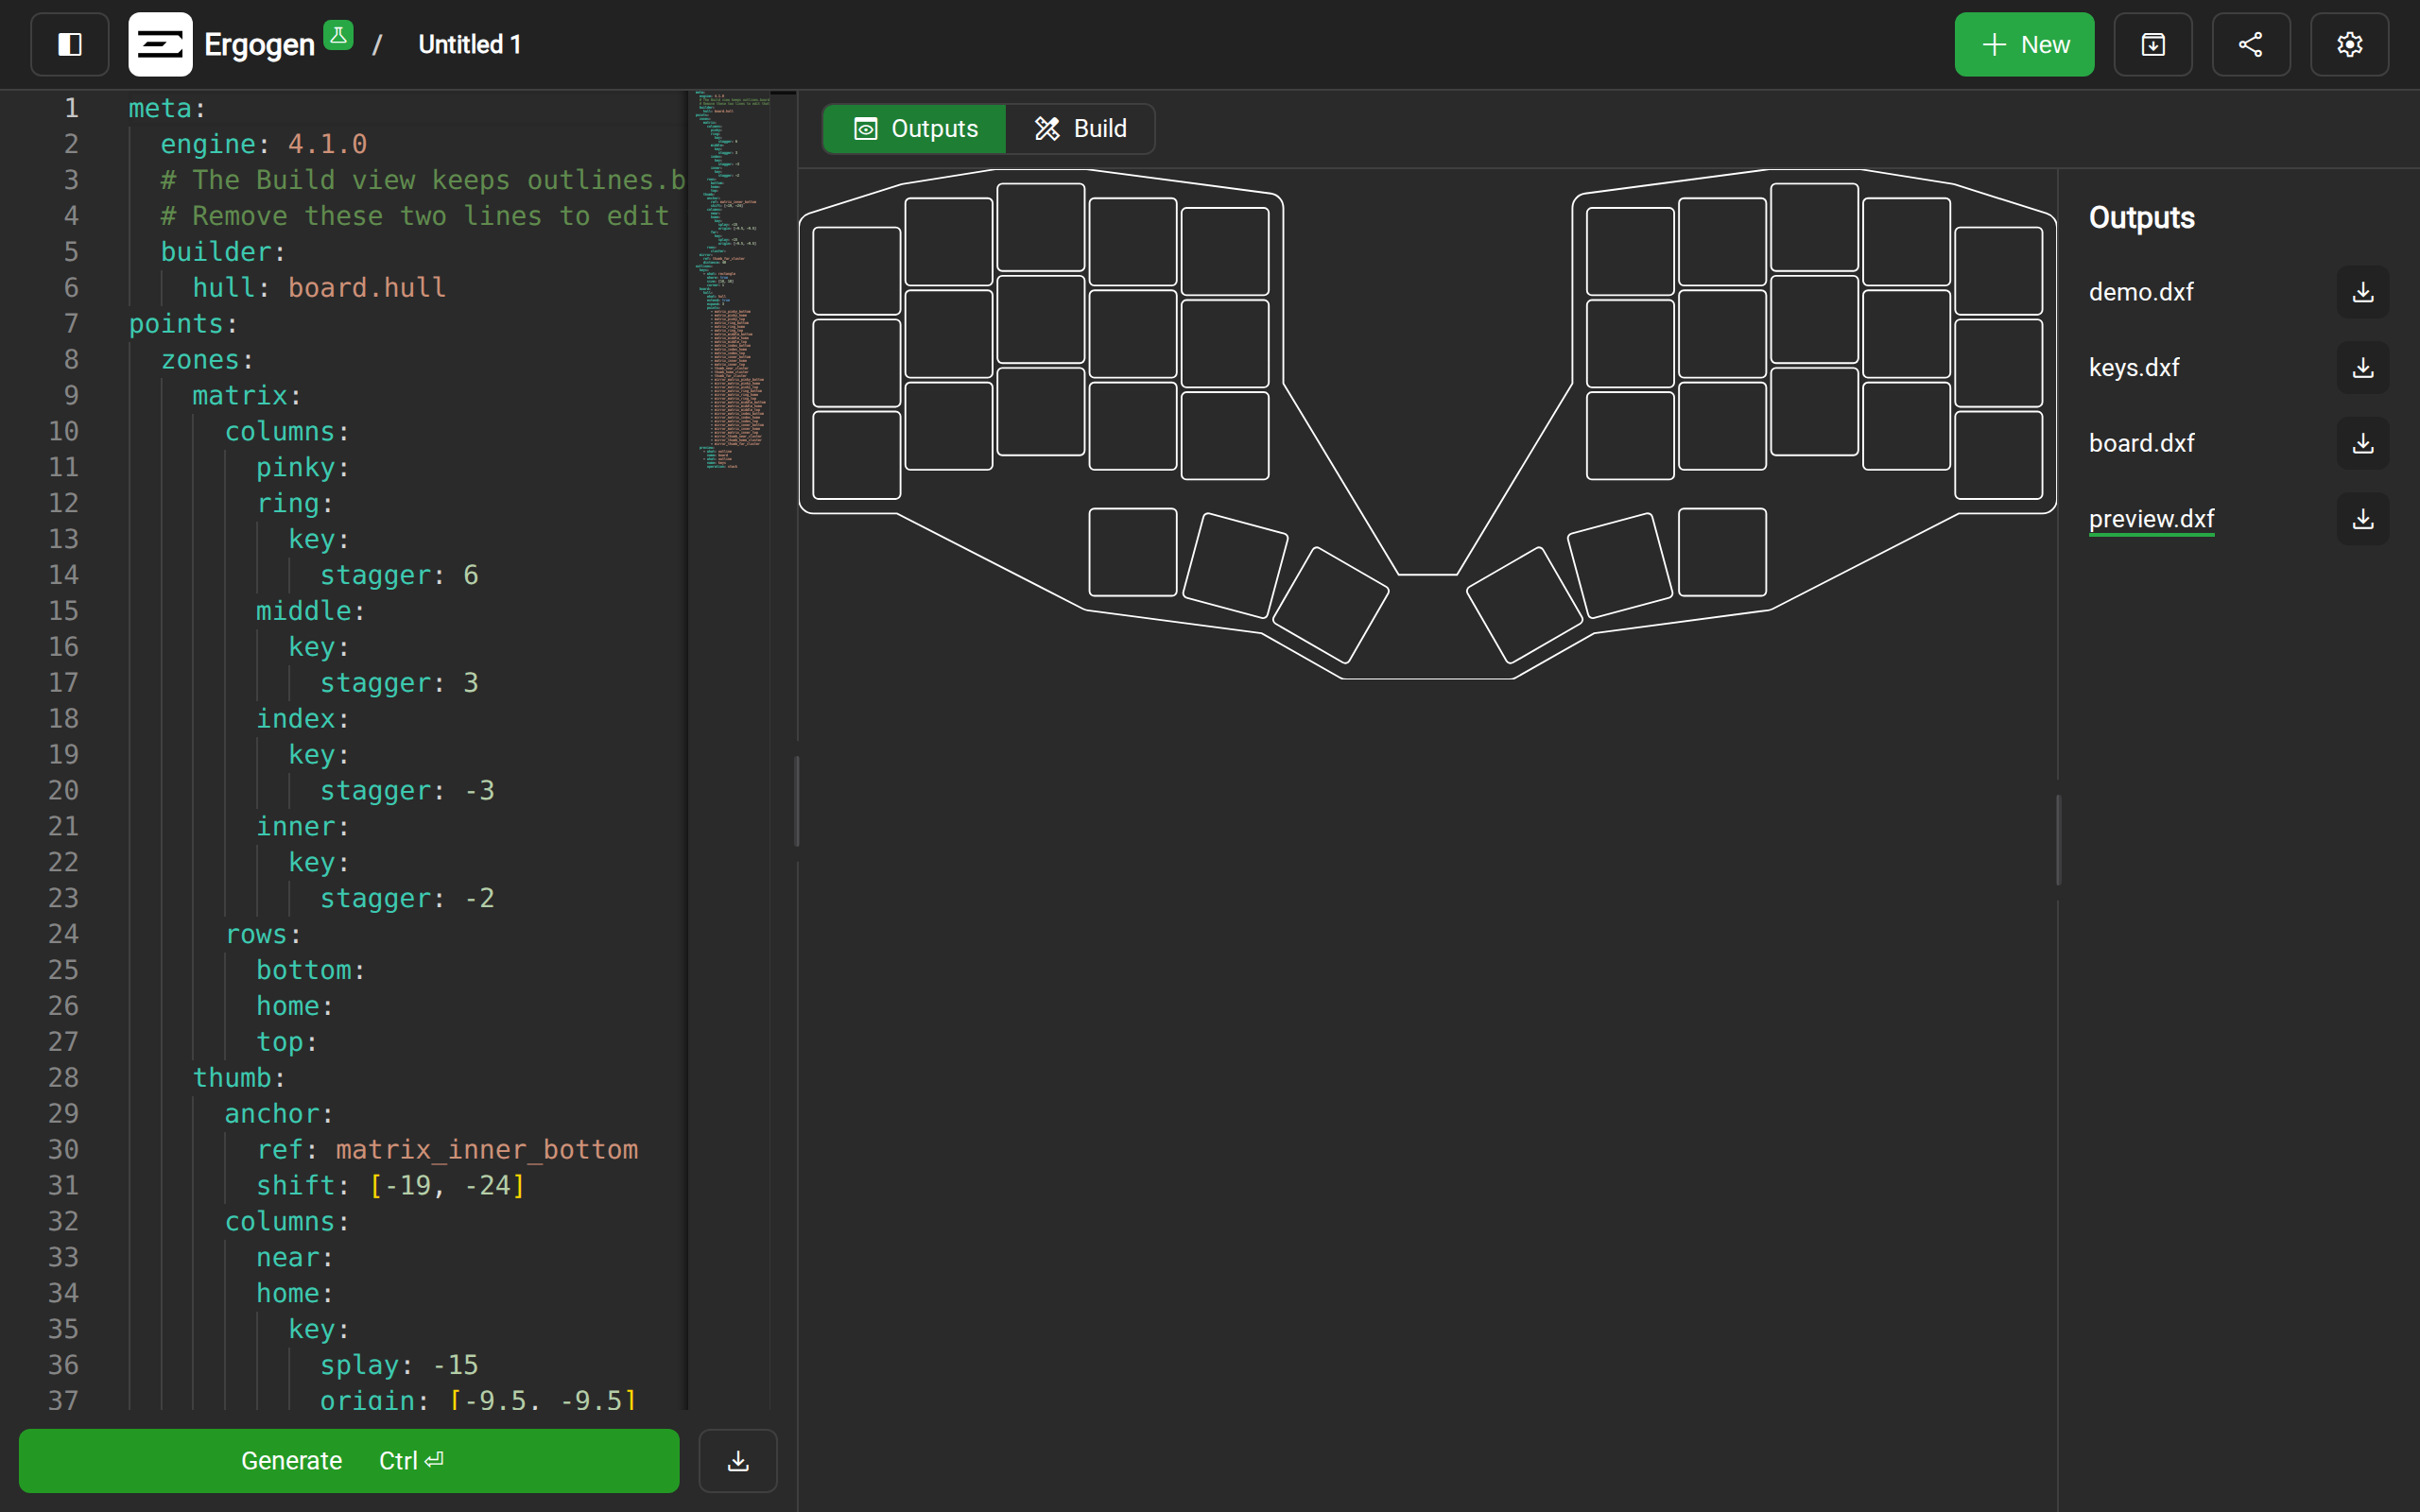 Ergogen / Untitled 1
New
1 meta:
2 engine: 4.1.0
3 # The Build view keeps outlines.b
4 # Remove these two lines to edit
5 builder:
6 hull: board.hull
7 points:
8 zones:
9 matrix:
10 columns:
11 pinky:
12 ring:
13 key:
14 stagger: 6
15 middle:
16 key:
17 stagger: 3
18 index:
19 key:
20 stagger: -3
21 inner:
22 key:
23 stagger: -2
24 rows:
25 bottom:
26 home:
27 top:
28 thumb:
29 anchor:
30 ref: matrix_inner_bottom
31 shift: [-19, -24]
32 columns:
33 near:
34 home:
35 key:
36 splay: -15
37 origin: [-9.5, -9.5]
Generate Ctrl ⏎
Outputs
Build
Outputs
demo.dxf
keys.dxf
board.dxf
preview.dxf